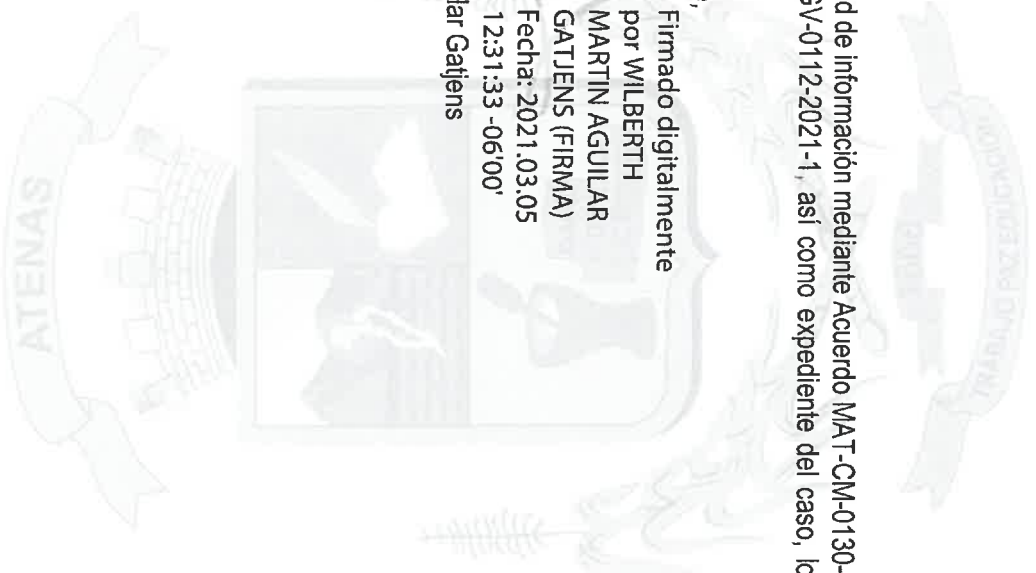 d de información mediante Acuerdo MAT-CM-0130-
GV-0112-2021-1, así como expediente del caso, lo
Firmado digitalmente
por WILBERTH
MARTIN AGUILAR
GATJENS (FIRMA)
Fecha: 2021.03.05
12:31:33 -06'00'
lar Gatjens
ATENAS